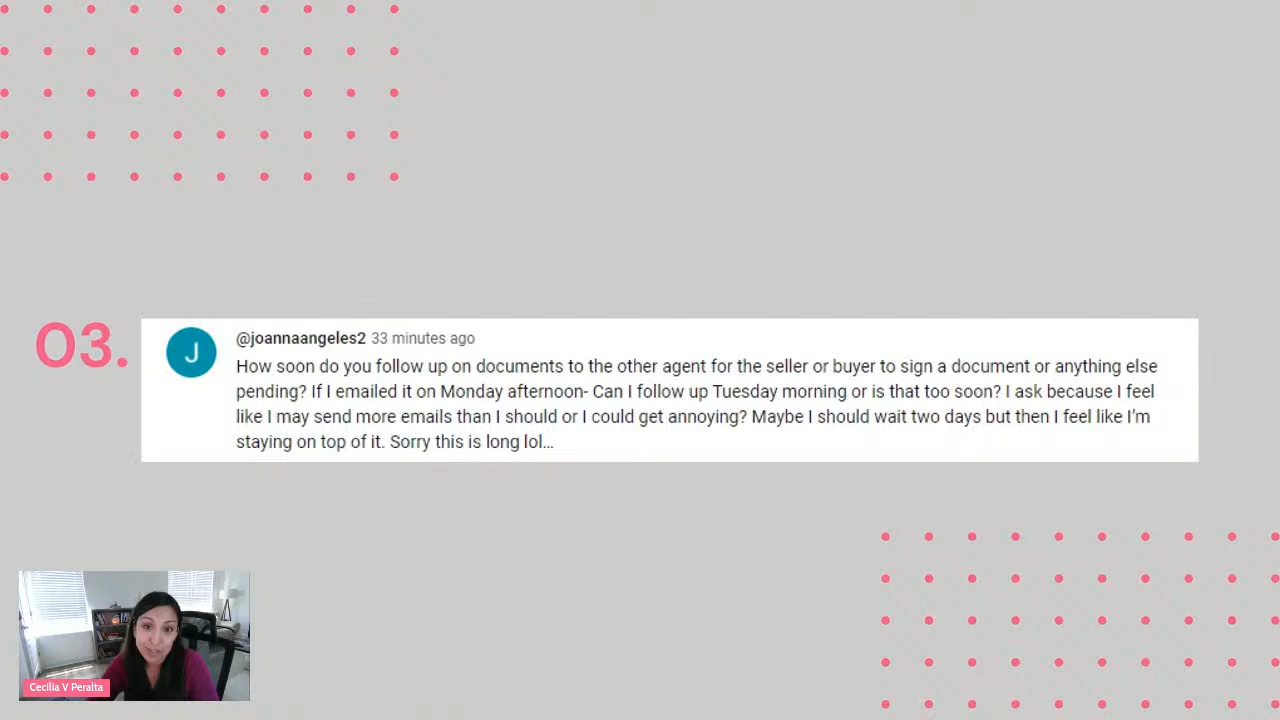 03.
J
@joannaangeles2 33 minutes ago
How soon do you follow up on documents to the other agent for the seller or buyer to sign a document or anything else
pending? If I emailed it on Monday afternoon- Can I follow up Tuesday morning or is that too soon? I ask because I feel
like I may send more emails than I should or I could get annoying? Maybe I should wait two days but then I feel like I’m
staying on top of it. Sorry this is long lol…
Cecilia V Peralta